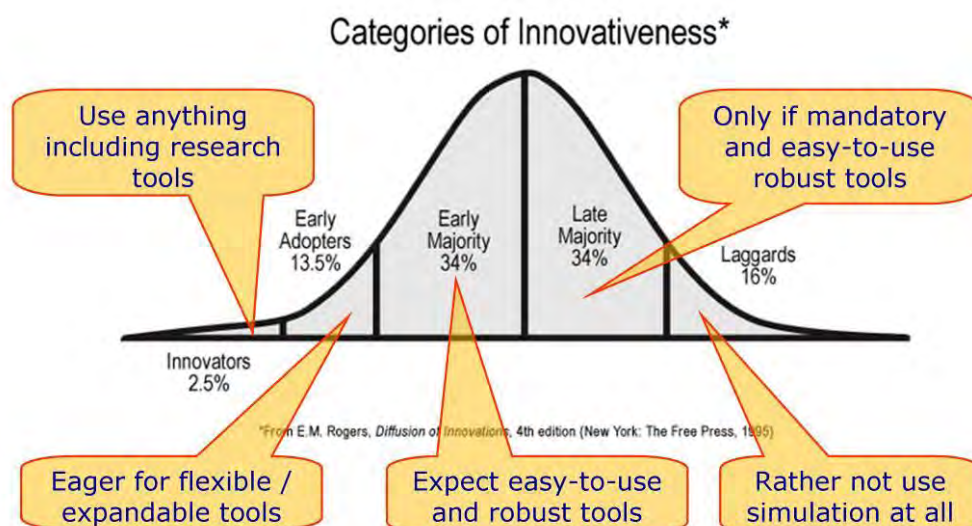 Categories of Innovativeness*
Use anything
including research
tools
Only if mandatory
and easy-to-use
robust tools
Early
Adopters
13.5%
Early
Majority
34%
Late
Majority
34%
Laggards
16%
Innovators
2.5%
*From E.M. Rogers, Diffusion of Innovations, 4th edition (New York: The Free Press, 1995)
Eager for flexible /
expandable tools
Expect easy-to-use
and robust tools
Rather not use
simulation at all